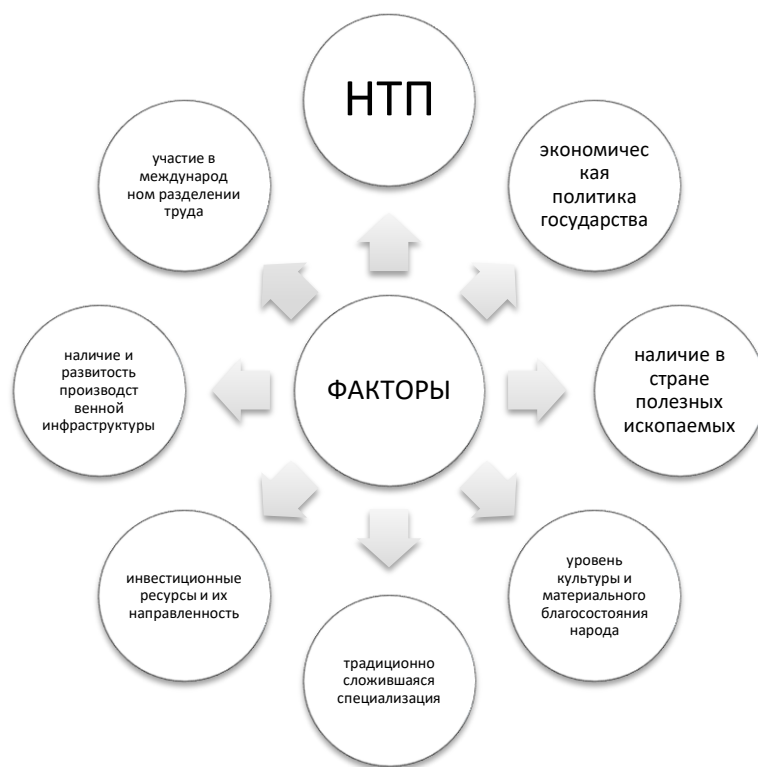 НТП
экономичес
кая
политика
государства
наличие в
стране
полезных
ископаемых
уровень
культуры и
материального
благосостояния
народа
традиционно
сложившаяся
специализация
инвестиционные
ресурсы и их
направленность
наличие и
развитость
производст
венной
инфраструктуры
участие в
международ
ном разделении
труда
ФАКТОРЫ